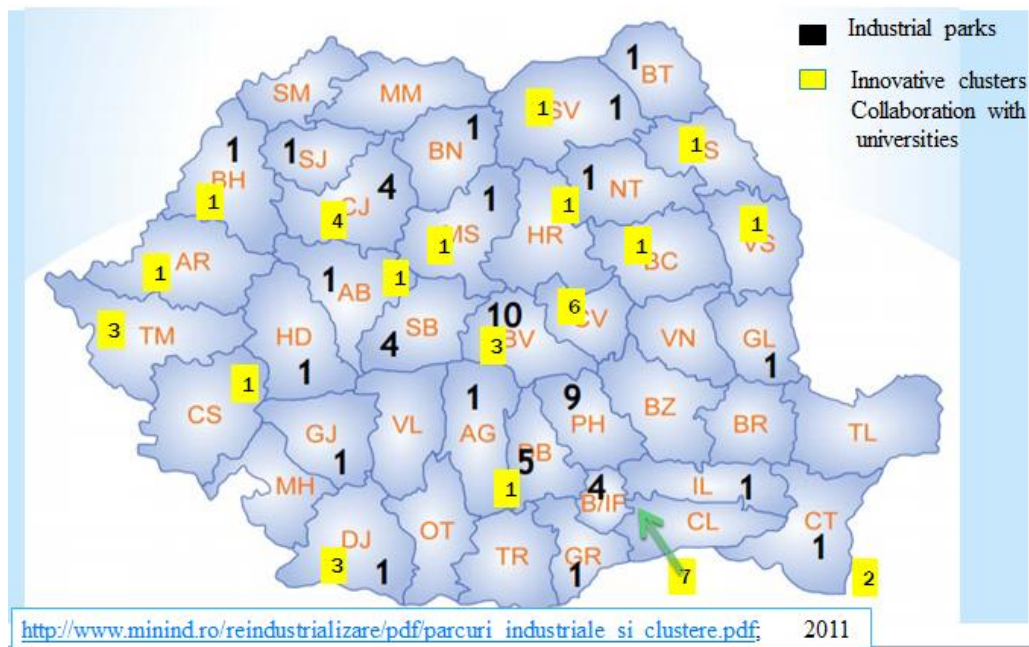 Industrial parks
Innovative clusters
Collaboration with
universities
1
BT
SM
MM
1
SV
1
1
BN
1
BH
1
SJ
1
S
1
NT
4
CJ
4
1
1
MS
1
HR
1
1
BC
1
VS
1
AR
1
1
AB
1
6
CV
3
TM
HD
1
4
SB
10
3
BV
VN
GL
1
1
CS
GJ
1
VL
1
AG
9
PH
BZ
BR
TL
5
DB
1
MH
4
B/IF
IL
1
CL
CT
1
3
DJ
1
OT
TR
GR
1
7
2
http://www.minind.ro/reindustrializare/pdf/parcuri_industriale_si_clustere.pdf; 2011